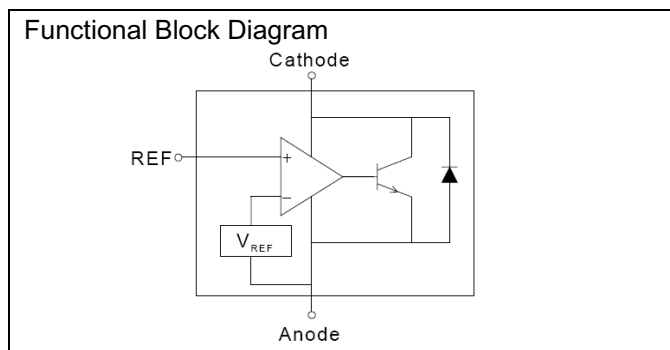 Functional Block Diagram
Cathode
REF
+
−
VREF
Anode